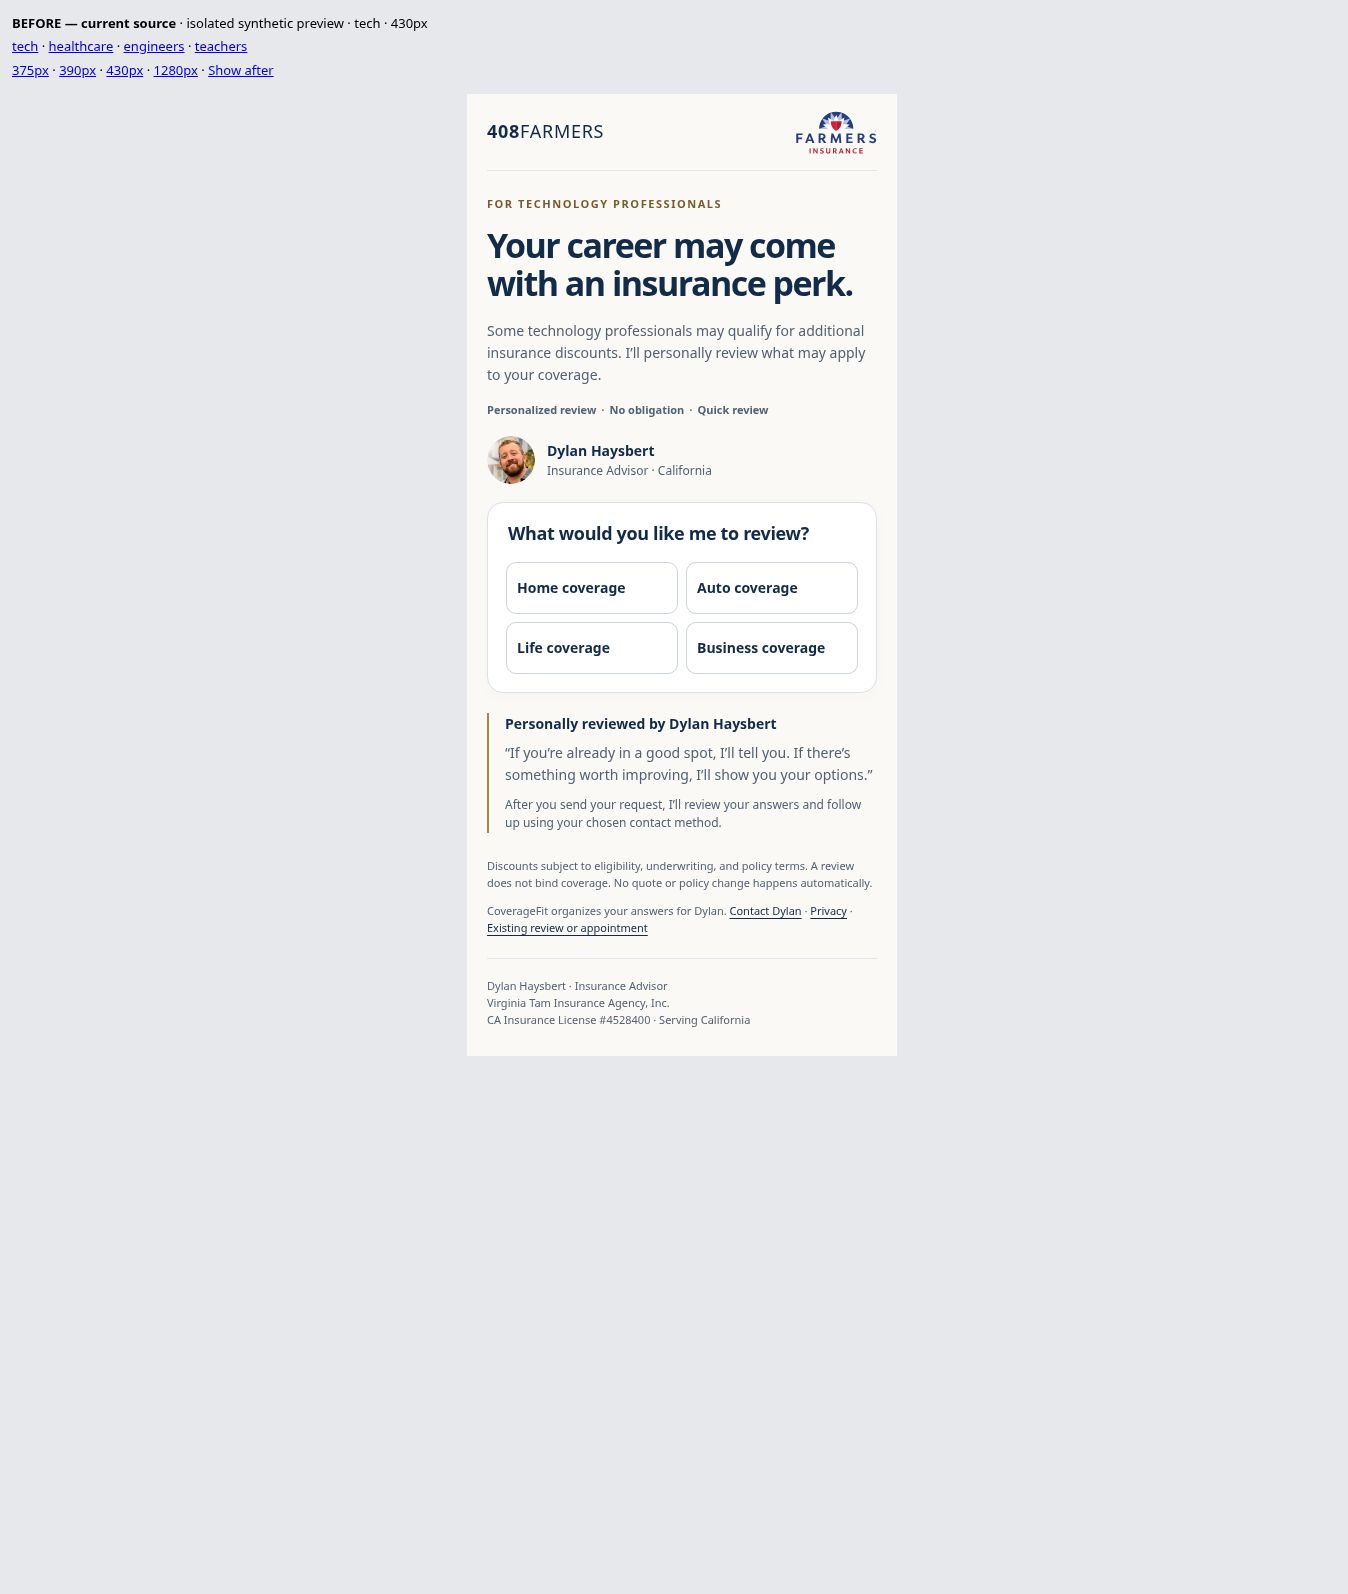 BEFORE — current source · isolated synthetic preview · tech · 430px
tech · healthcare · engineers · teachers
375px · 390px · 430px · 1280px · Show after
408FARMERS
FARMERS
INSURANCE
FOR TECHNOLOGY PROFESSIONALS
Your career may come
with an insurance perk.
Some technology professionals may qualify for additional
insurance discounts. I’ll personally review what may apply
to your coverage.
Personalized review · No obligation · Quick review
Dylan Haysbert
Insurance Advisor · California
What would you like me to review?
Home coverage
Auto coverage
Life coverage
Business coverage
Personally reviewed by Dylan Haysbert
“If you’re already in a good spot, I’ll tell you. If there’s
something worth improving, I’ll show you your options.”
After you send your request, I’ll review your answers and follow
up using your chosen contact method.
Discounts subject to eligibility, underwriting, and policy terms. A review
does not bind coverage. No quote or policy change happens automatically.
CoverageFit organizes your answers for Dylan. Contact Dylan · Privacy ·
Existing review or appointment
Dylan Haysbert · Insurance Advisor
Virginia Tam Insurance Agency, Inc.
CA Insurance License #4528400 · Serving California